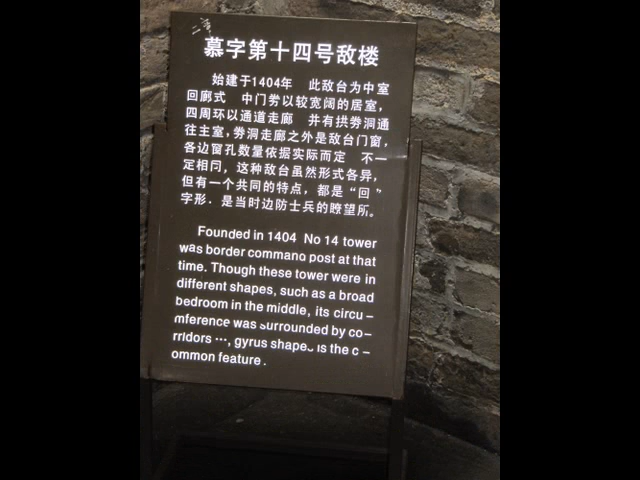 慕字第十四号敌楼
始建于1404年 此敌台为中室
回廊式 中门劵以较宽阔的居室，
四周环以通道走廊 并有拱劵洞通
往主室，劵洞走廊之外是敌台门窗，
各边窗孔数量依据实际而定 不一
定相同，这种敌台虽然形式各异，
但有一个共同的特点，都是“回”
字形．是当时边防士兵的瞭望所。
Founded in 1404 No 14 tower
was border command post at that
time. Though these tower were in
different shapes, such as a broad
bedroom in the middle, its circu–
mference was surrounded by co–
rridors ···, gyrus shapes is the c–
ommon feature.